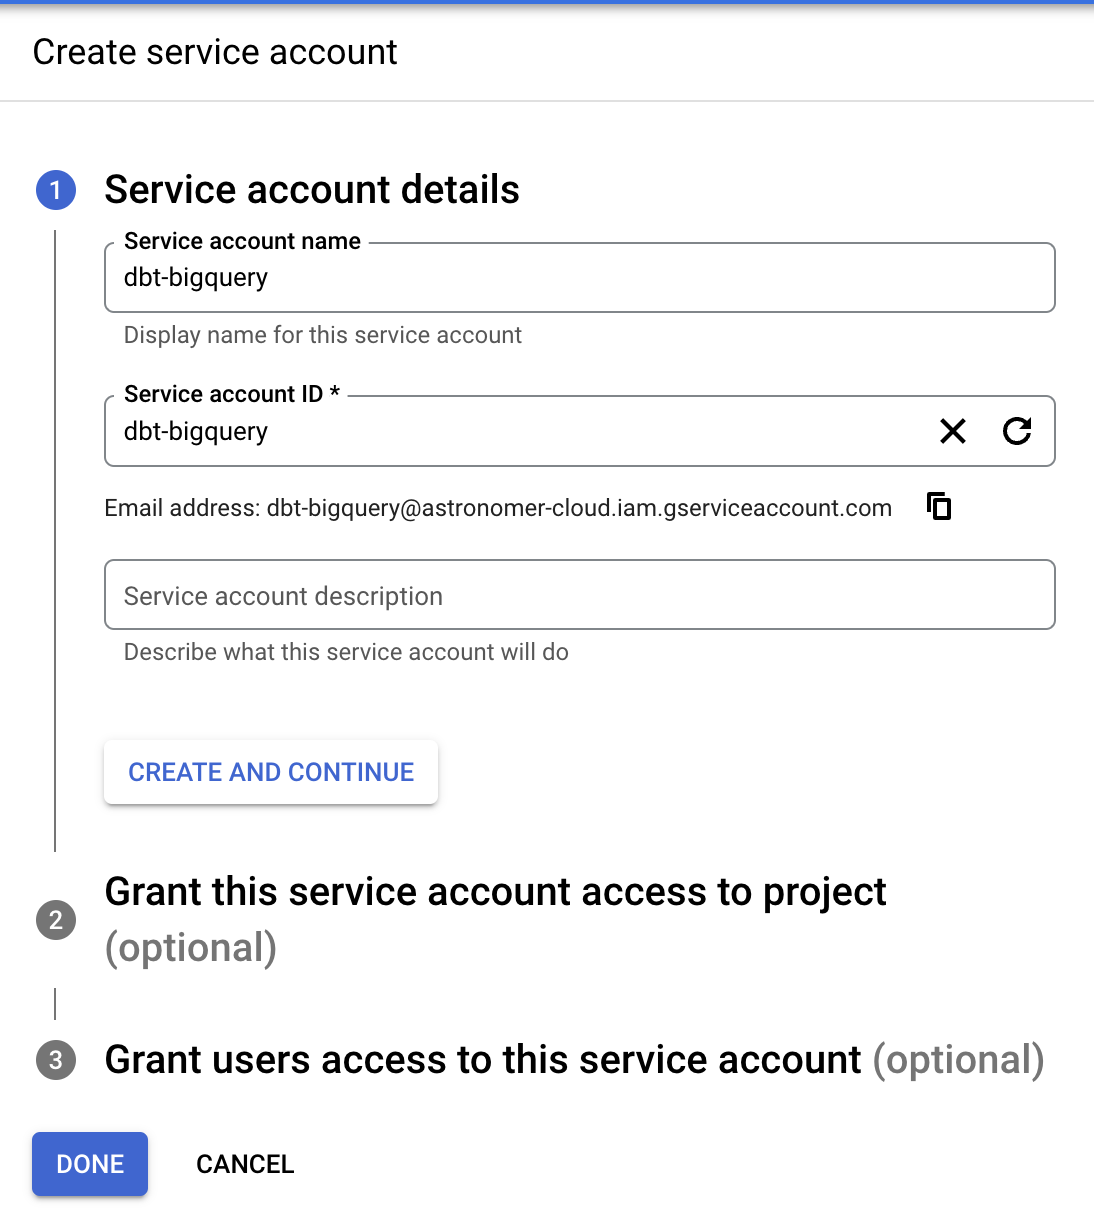 Create service account
1 Service account details
Service account name
dbt-bigquery
Display name for this service account
Service account ID *
dbt-bigquery
Email address: dbt-bigquery@astronomer-cloud.iam.gserviceaccount.com
Service account description
Describe what this service account will do
CREATE AND CONTINUE
2 Grant this service account access to project
(optional)
3 Grant users access to this service account (optional)
DONE CANCEL